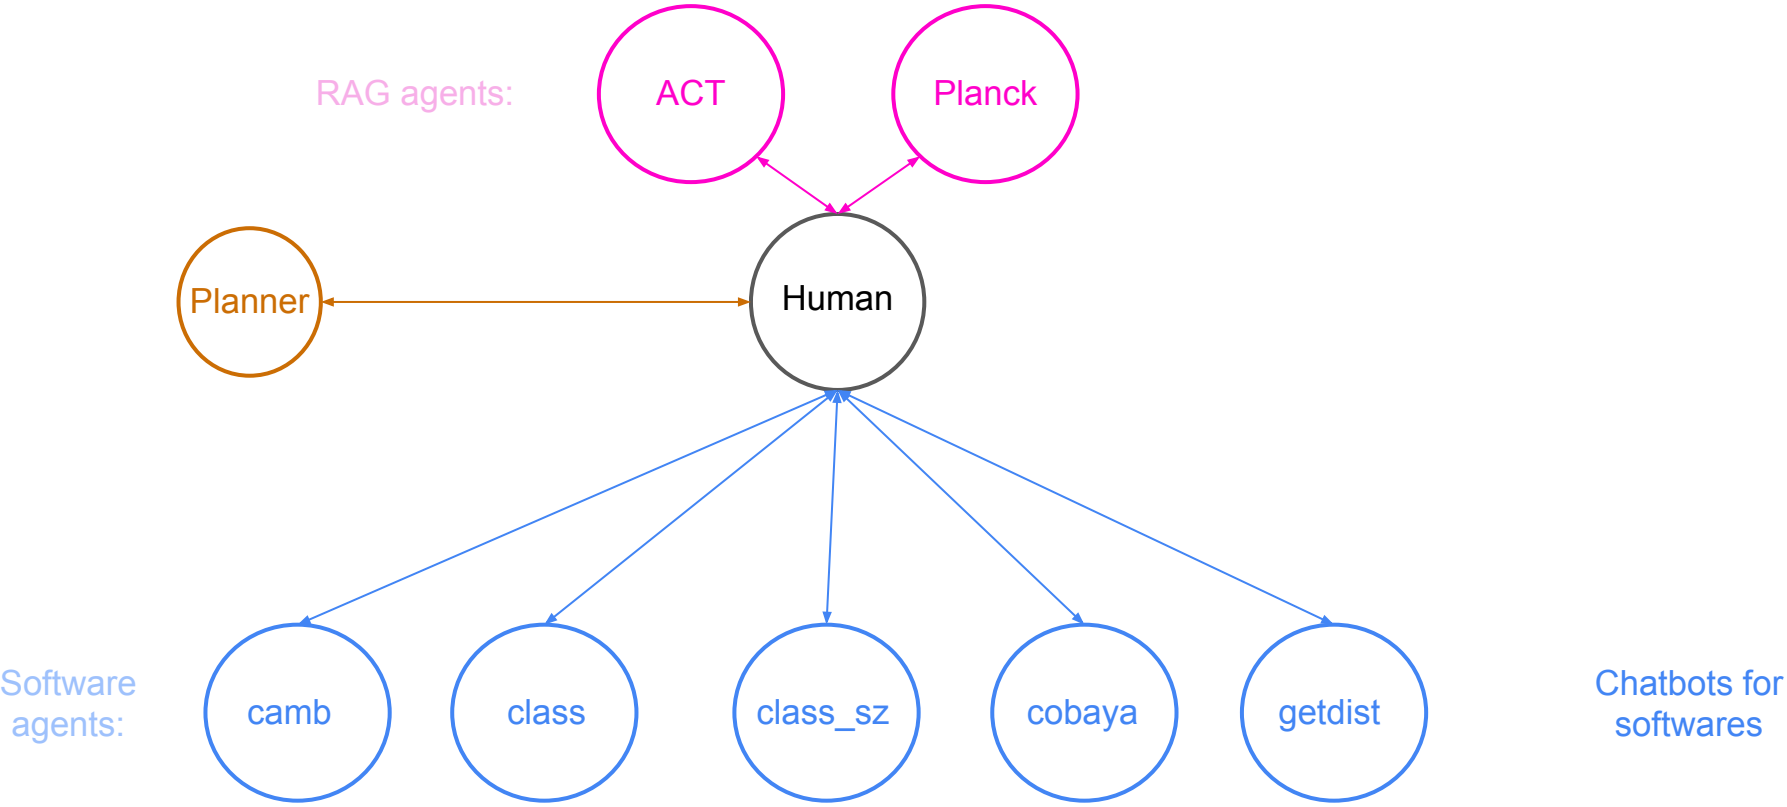 RAG agents:
ACT
Planck
Planner
Human
Software
agents:
camb
class
class_sz
cobaya
getdist
Chatbots for
softwares